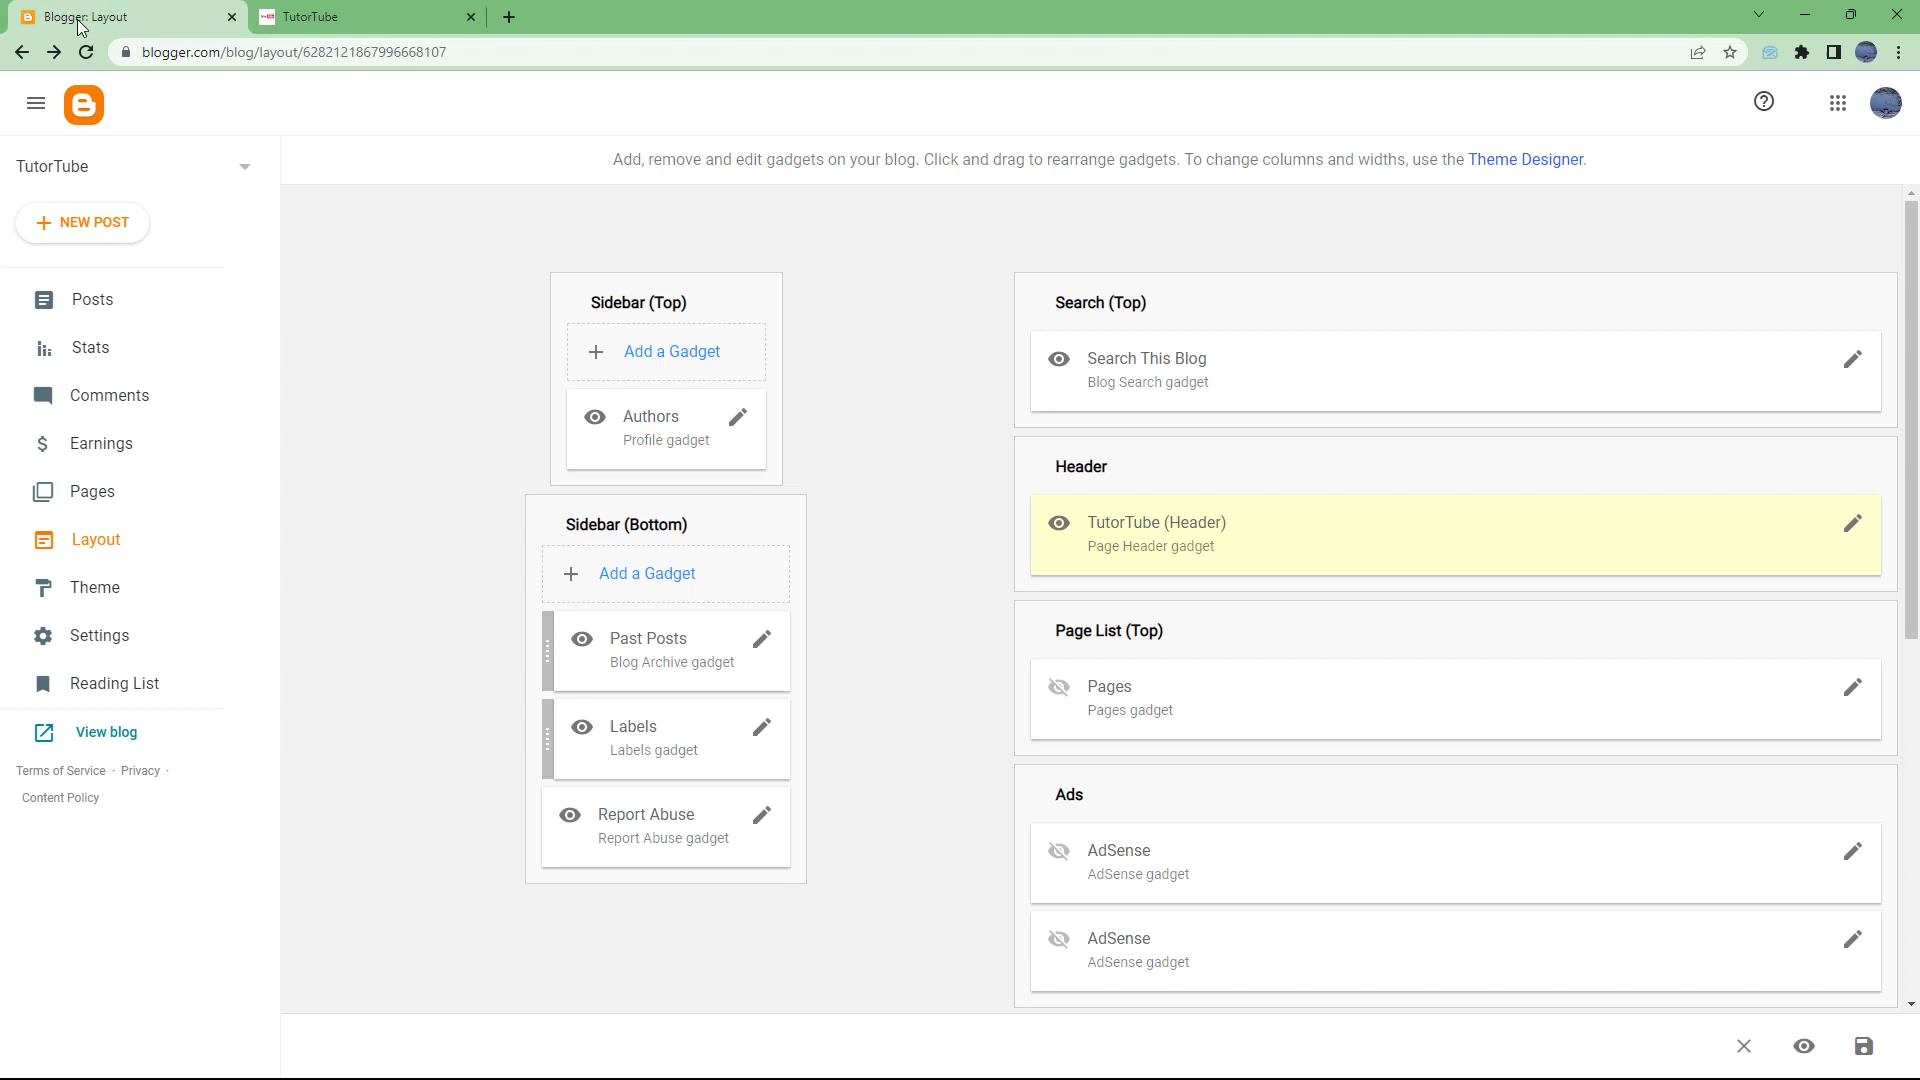 Blogger: Layout
TutorTube
blogger.com/blog/layout/6282121867996668107
TutorTube
NEW POST
Posts
Stats
Comments
Earnings
Pages
Layout
Theme
Settings
Reading List
View blog
Terms of Service · Privacy ·
Content Policy
Add, remove and edit gadgets on your blog. Click and drag to rearrange gadgets. To change columns and widths, use the Theme Designer.
Sidebar (Top)
Add a Gadget
Authors
Profile gadget
Sidebar (Bottom)
Add a Gadget
Past Posts
Blog Archive gadget
Labels
Labels gadget
Report Abuse
Report Abuse gadget
Search (Top)
Search This Blog
Blog Search gadget
Header
TutorTube (Header)
Page Header gadget
Page List (Top)
Pages
Pages gadget
Ads
AdSense
AdSense gadget
AdSense
AdSense gadget